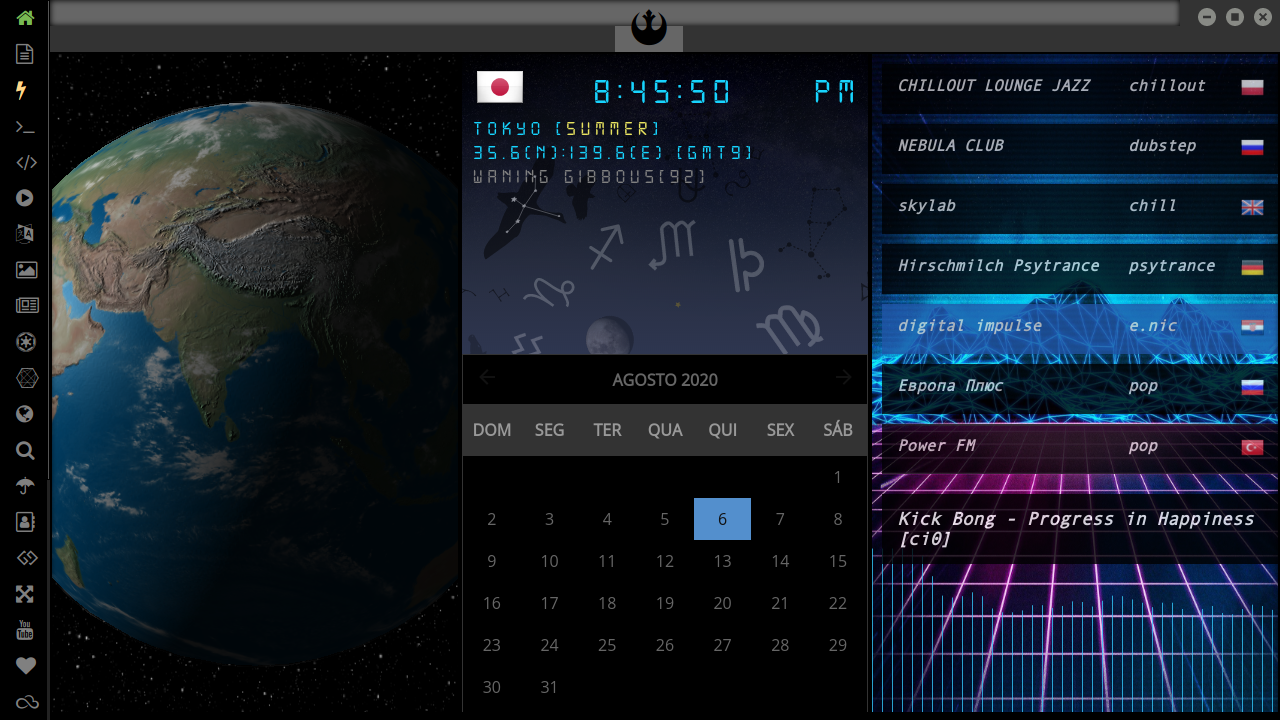 8:45:50 PM
TOKYO [SUMMER]
35.6(N):139.6(E) [GMT9]
WANING GIBBOUS[92]
AGOSTO 2020
DOM SEG TER QUA QUI SEX SÁB
1
2 3 4 5 6 7 8
9 10 11 12 13 14 15
16 17 18 19 20 21 22
23 24 25 26 27 28 29
30 31
CHILLOUT LOUNGE JAZZ chillout
NEBULA CLUB dubstep
skylab chill
Hirschmilch Psytrance psytrance
digital impulse e.nic
Европа Плюс pop
Power FM pop
Kick Bong - Progress in Happiness
[ci0]
You
Tube